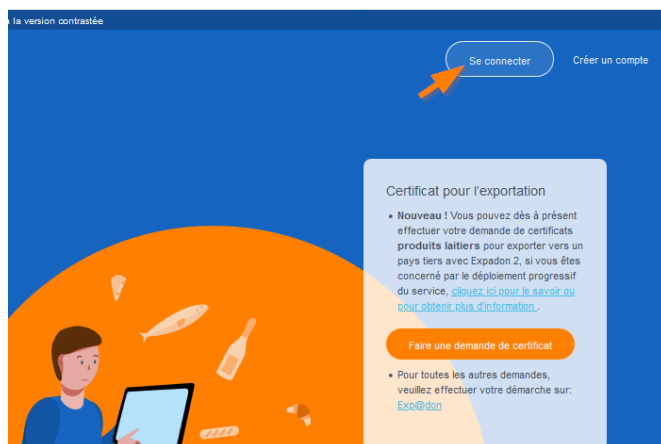 à la version contrastée
Se connecter
Créer un compte
Certificat pour l'exportation
• Nouveau ! Vous pouvez dès à présent
effectuer votre demande de certificats
produits laitiers pour exporter vers un
pays tiers avec Expadon 2, si vous êtes
concerné par le déploiement progressif
du service, cliquez ici pour le savoir ou
pour obtenir plus d'information .
Faire une demande de certificat
• Pour toutes les autres demandes,
veuillez effectuer votre démarche sur:
Exp@don